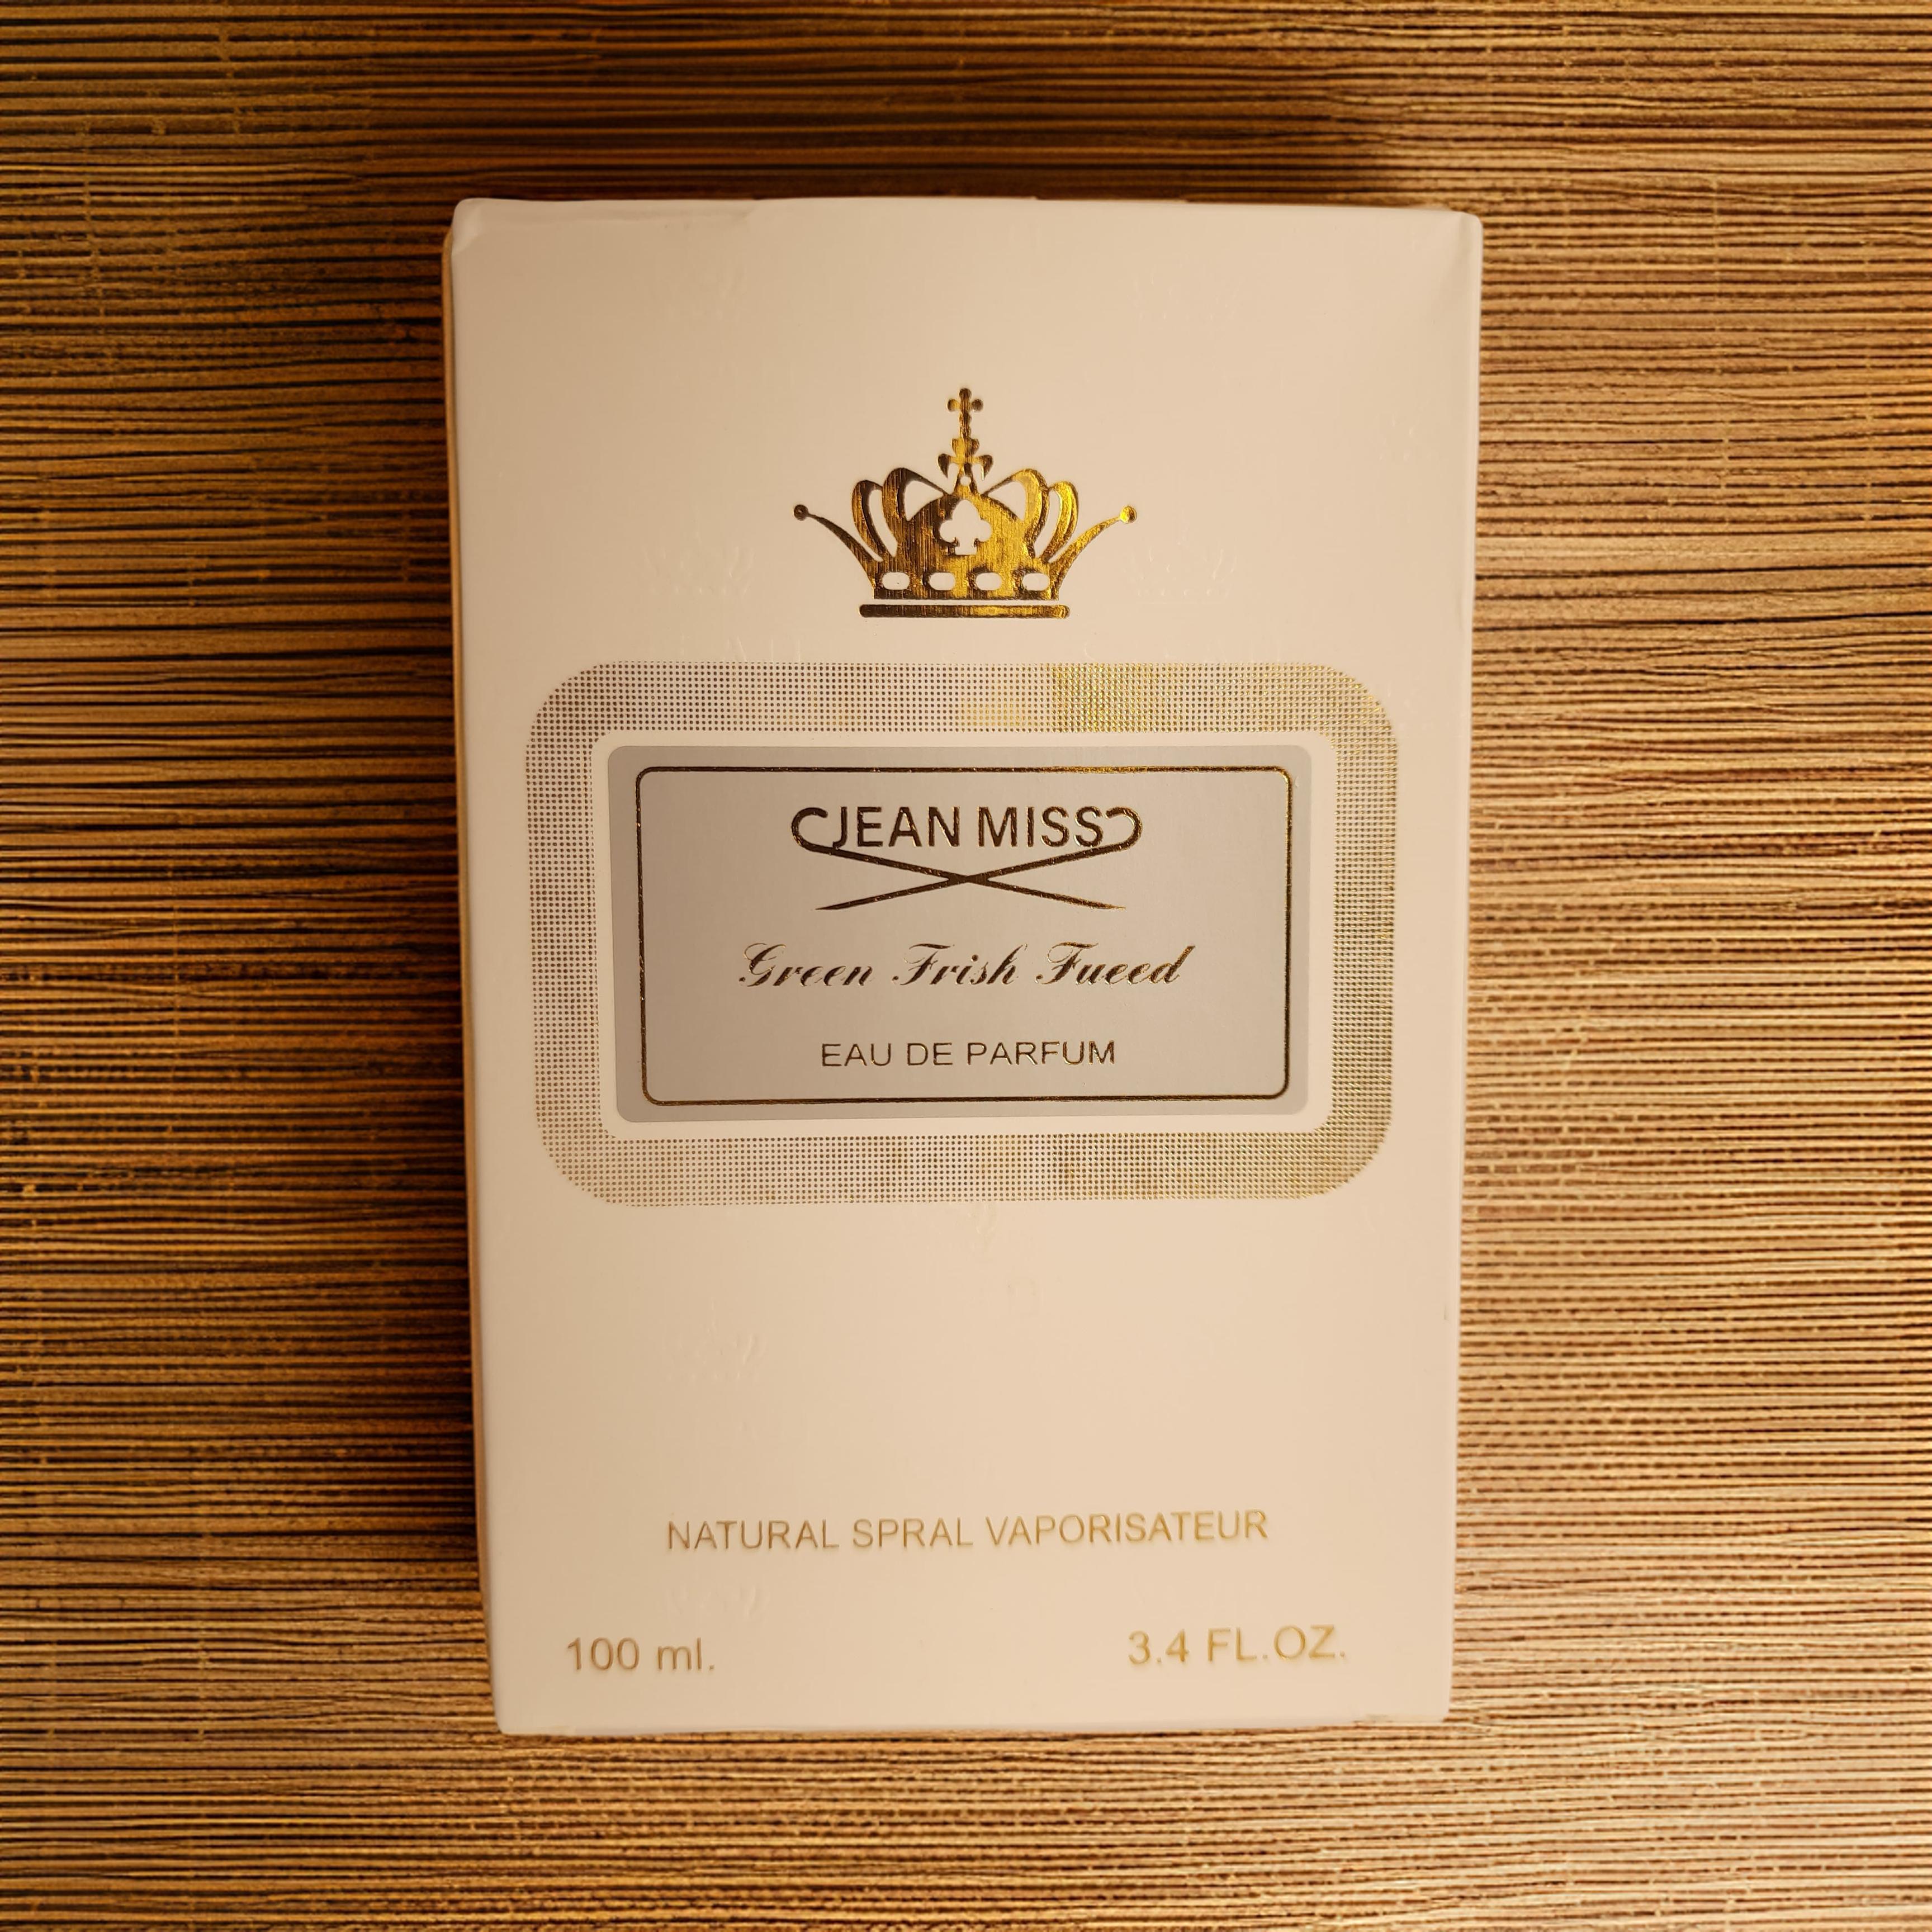 JEAN MISS
Green Frish Fueed
EAU DE PARFUM
NATURAL SPRAL VAPORISATEUR
100 ml.
3.4 FL.OZ.